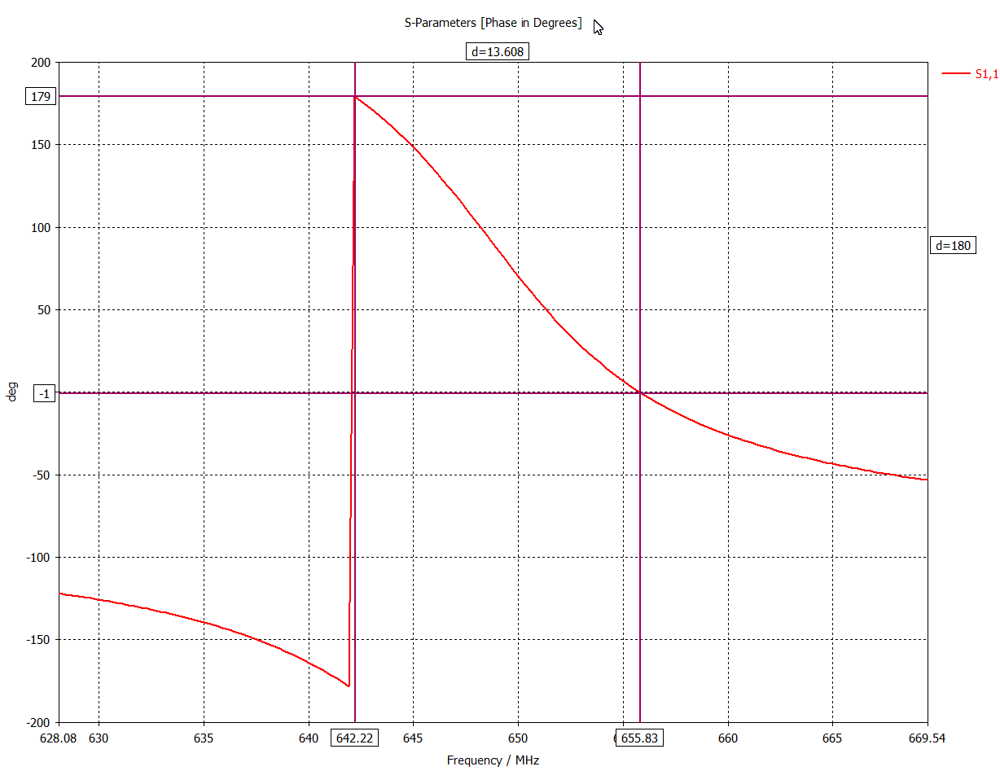 S-Parameters [Phase in Degrees]
d=13.608
200
S1,1
179
150
100
d=180
50
deg
-1
-50
-100
-150
-200
628.08 630 635 640 642.22 645 650 655.83 660 665 669.54
Frequency / MHz